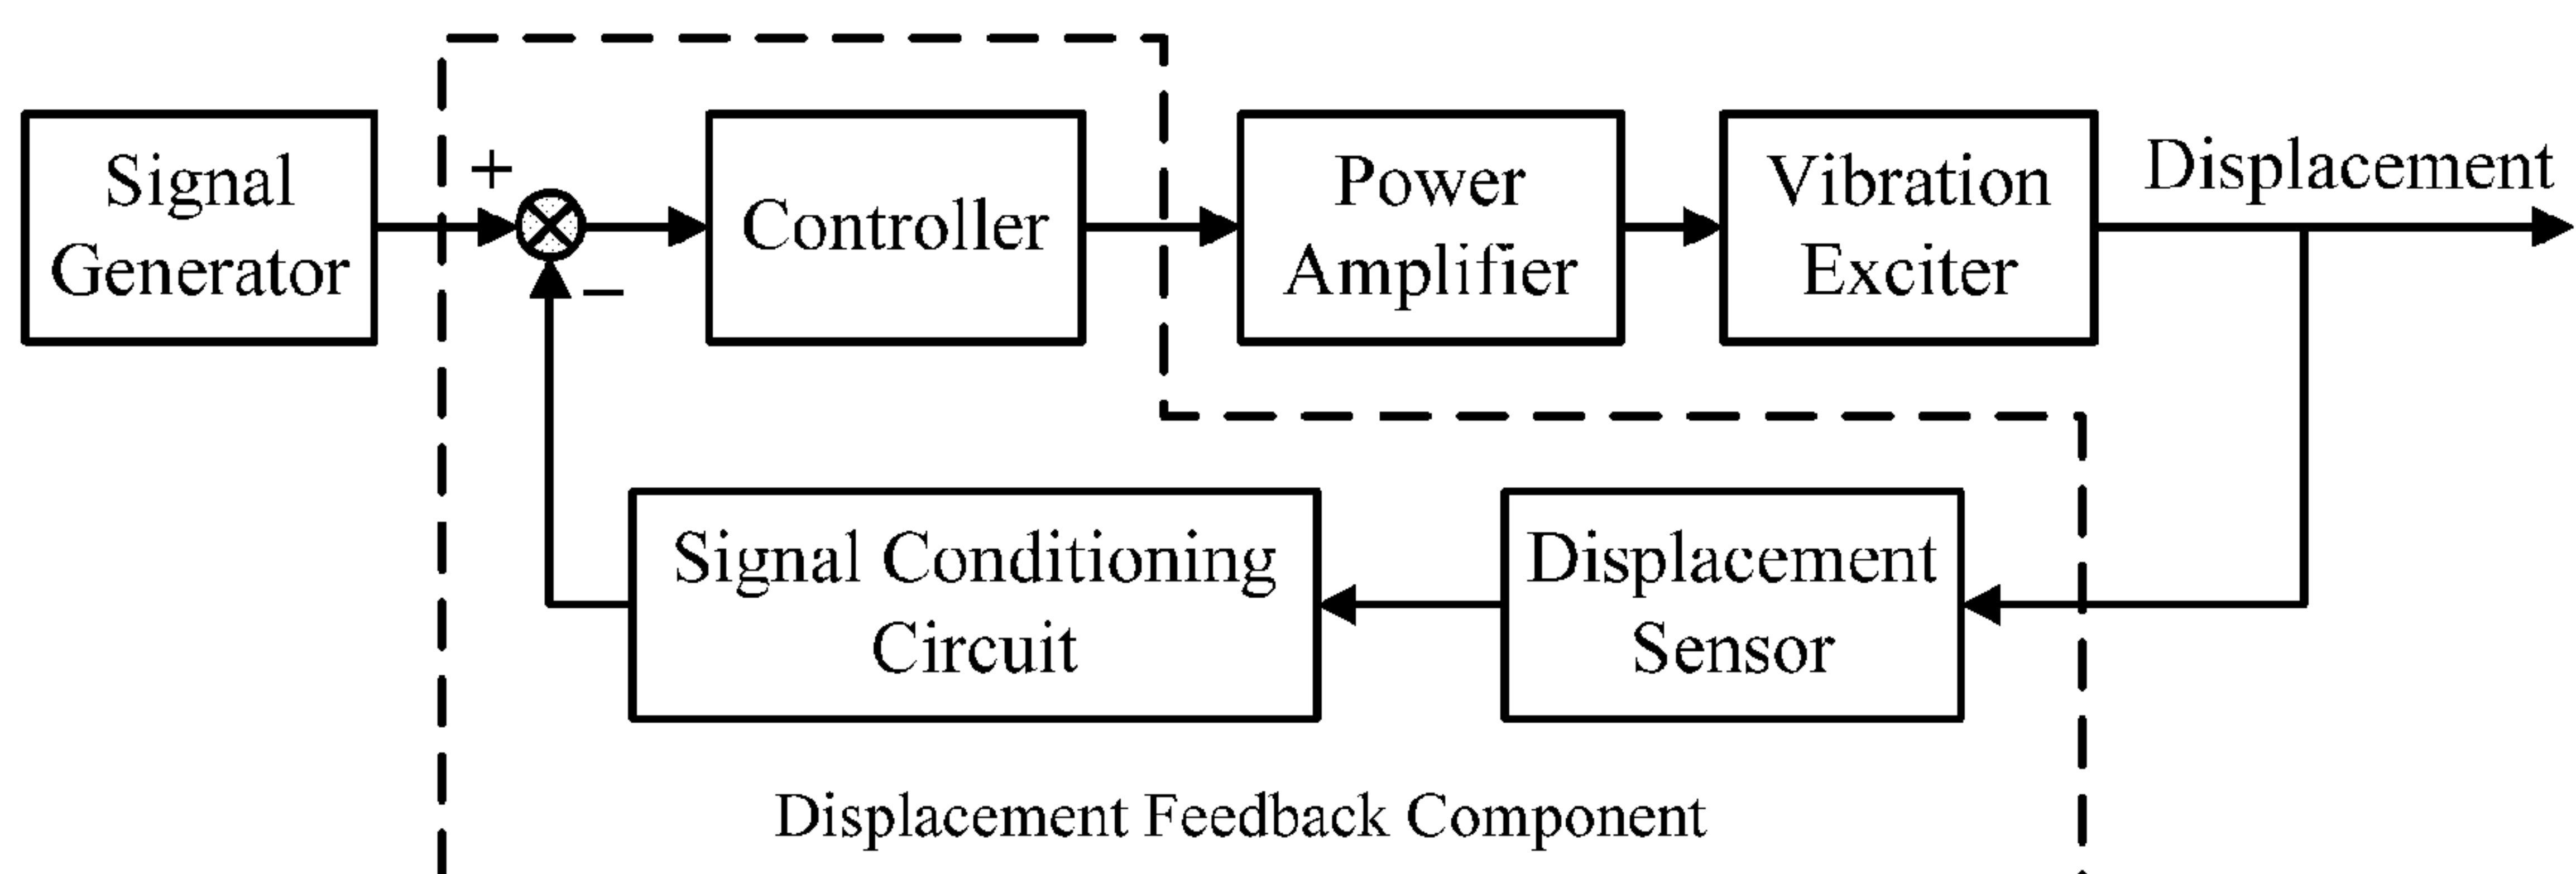 Signal
Generator
+
−
Controller
Power
Amplifier
Vibration
Exciter
Displacement
Signal Conditioning
Circuit
Displacement
Sensor
Displacement Feedback Component